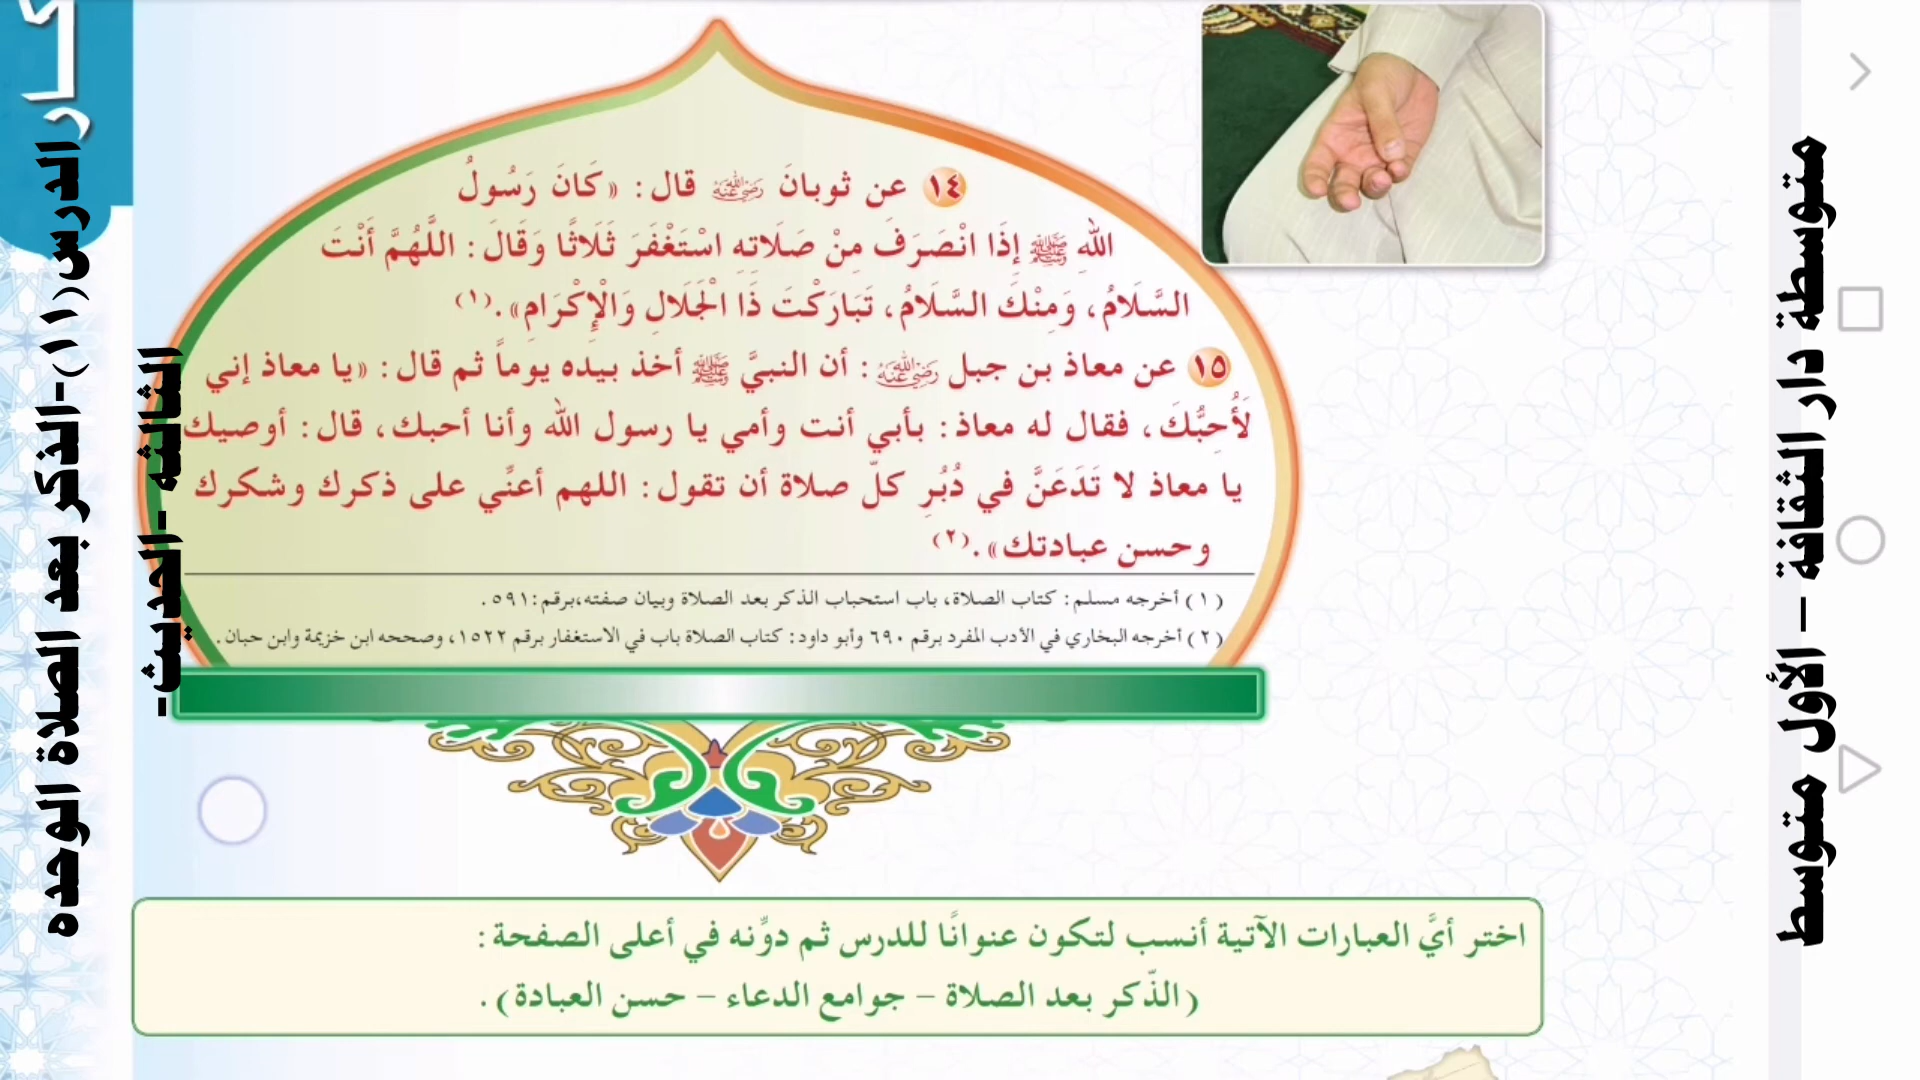 ١٤ عن ثوبانَ رضي الله عنه قال: «كَانَ رَسُولُ
اللهِ ﷺ إِذَا انْصَرَفَ مِنْ صَلَاتِهِ اسْتَغْفَرَ ثَلَاثًا وَقَالَ: اللَّهُمَّ أَنْتَ
السَّلَامُ، وَمِنْكَ السَّلَامُ، تَبَارَكْتَ ذَا الْجَلَالِ وَالْإِكْرَامِ».(١)
١٥ عن معاذ بن جبل رضي الله عنه: أن النبيَّ ﷺ أخذ بيده يوماً ثم قال: «يا معاذ إني
لَأُحِبُّكَ، فقال له معاذ: بأبي أنت وأمي يا رسول الله وأنا أحبك، قال: أوصيك
يا معاذ لا تَدَعَنَّ في دُبُرِ كلّ صلاة أن تقول: اللهم أعنِّي على ذكرك وشكرك
وحسن عبادتك».(٢)
(١) أخرجه مسلم: كتاب الصلاة، باب استحباب الذكر بعد الصلاة وبيان صفته،برقم:٥٩١.
(٢) أخرجه البخاري في الأدب المفرد برقم ٦٩٠ وأبو داود: كتاب الصلاة باب في الاستغفار برقم ١٥٢٢، وصححه ابن خزيمة وابن حبان.
اختر أيَّ العبارات الآتية أنسب لتكون عنوانًا للدرس ثم دوِّنه في أعلى الصفحة:
(الذّكر بعد الصلاة – جوامع الدعاء – حسن العبادة).
متوسطة دار الثقافة – الأول متوسط
الدرس(١١)-الذكر بعد الصلاة الوحده
الثالثه -الحديث-